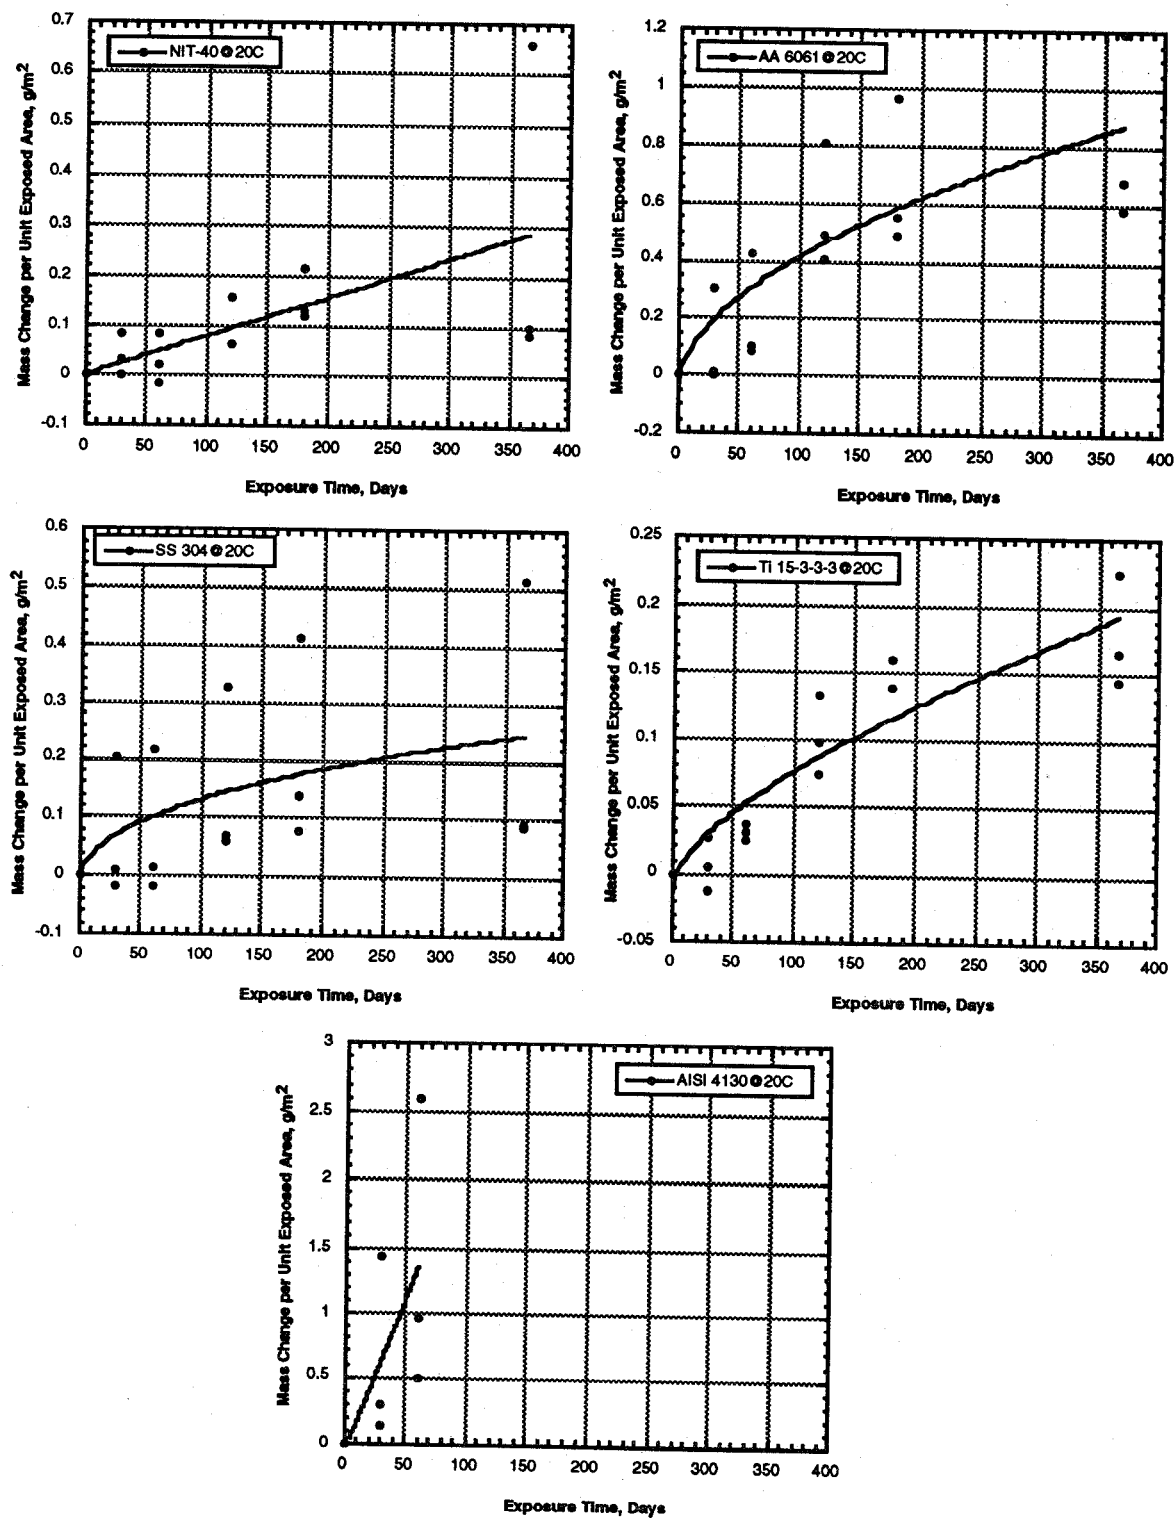 Mass Change per Unit Exposed Area, g/m2
0.7
0.6
0.5
0.4
0.3
0.2
0.1
0
-0.1
NIT-40@20C
0 50 100 150 200 250 300 350 400
Exposure Time, Days
Mass Change per Unit Exposed Area, g/m2
1.2
1
0.8
0.6
0.4
0.2
0
-0.2
AA 6061@20C
0 50 100 150 200 250 300 350 400
Exposure Time, Days
Mass Change per Unit Exposed Area, g/m2
0.6
0.5
0.4
0.3
0.2
0.1
0
-0.1
SS 304@20C
0 50 100 150 200 250 300 350 400
Exposure Time, Days
Mass Change per Unit Exposed Area, g/m2
0.25
0.2
0.15
0.1
0.05
0
-0.05
Ti 15-3-3-3@20C
0 50 100 150 200 250 300 350 400
Exposure Time, Days
Mass Change per Unit Exposed Area, g/m2
3
2.5
2
1.5
1
0.5
0
AISI 4130@20C
0 50 100 150 200 250 300 350 400
Exposure Time, Days